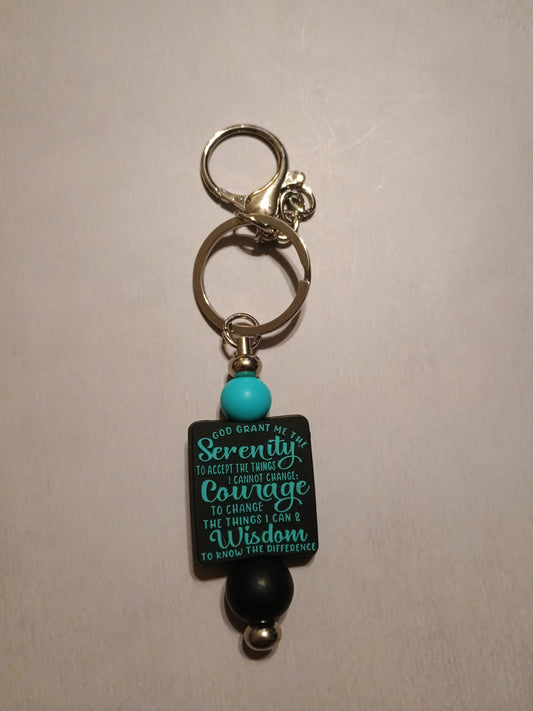 GOD GRANT ME THE
Serenity
TO ACCEPT THE THINGS
I CANNOT CHANGE:
Courage
TO CHANGE
THE THINGS I CAN &
Wisdom
TO KNOW THE DIFFERENCE